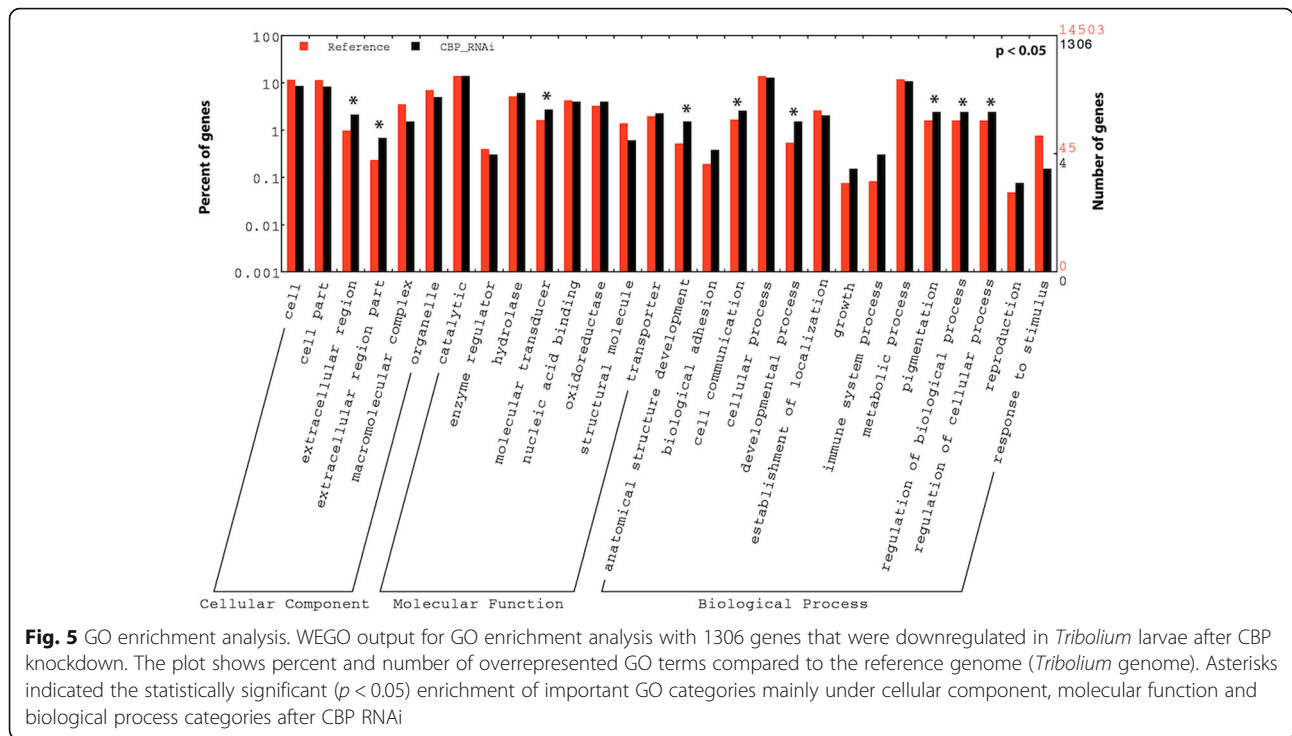 100
10
1
0.1
0.01
0.001
Percent of genes
Reference
CBP_RNAi
p < 0.05
14503
1306
45
4
0
0
Number of genes
* * * * * * * * *
cell
cell part
extracellular region
extracellular region part
macromolecular complex
organelle
catalytic
enzyme regulator
hydrolase
molecular transducer
nucleic acid binding
oxidoreductase
structural molecule
transporter
anatomical structure development
biological adhesion
cell communication
cellular process
developmental process
establishment of localization
growth
immune system process
metabolic process
pigmentation
regulation of biological process
regulation of cellular process
reproduction
response to stimulus
Cellular Component
Molecular Function
Biological Process
Fig. 5 GO enrichment analysis. WEGO output for GO enrichment analysis with 1306 genes that were downregulated in Tribolium larvae after CBP
knockdown. The plot shows percent and number of overrepresented GO terms compared to the reference genome (Tribolium genome). Asterisks
indicated the statistically significant (p < 0.05) enrichment of important GO categories mainly under cellular component, molecular function and
biological process categories after CBP RNAi